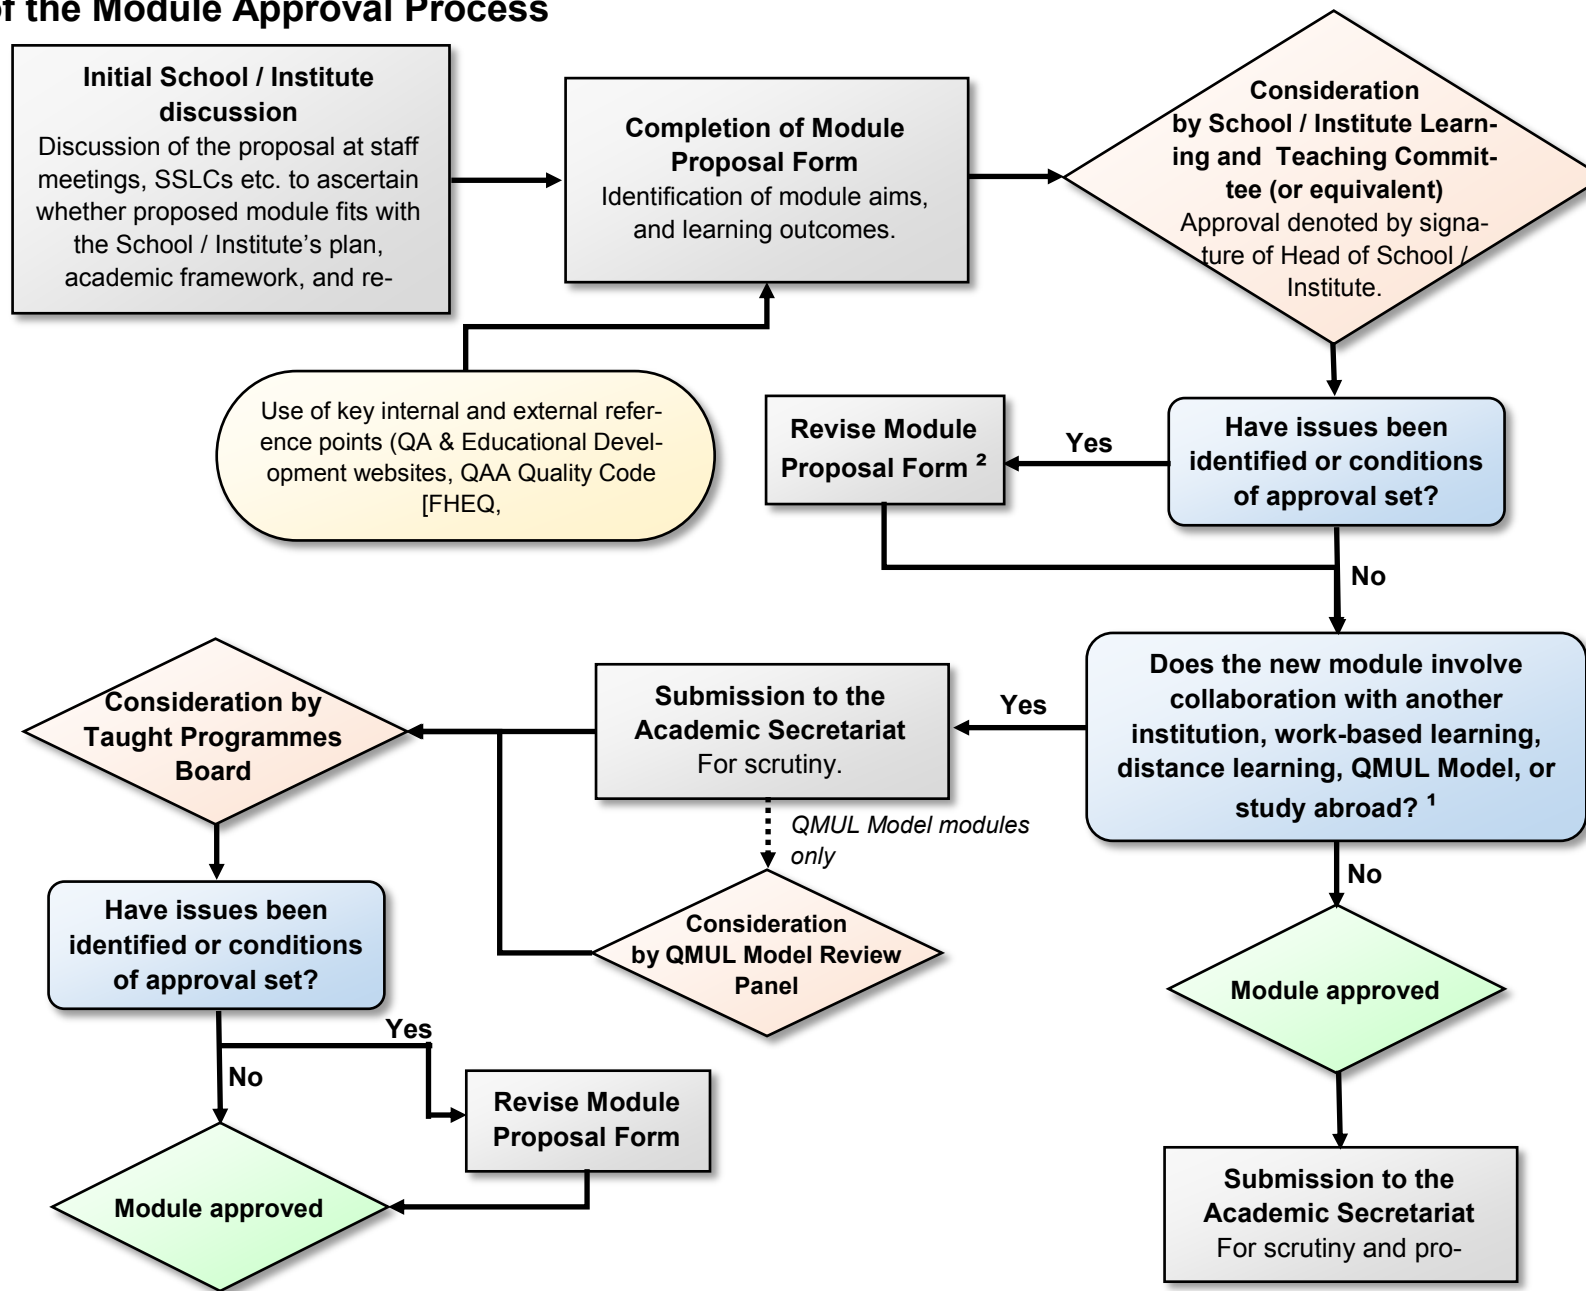 of the Module Approval Process
Initial School / Institute
discussion
Discussion of the proposal at staff
meetings, SSLCs etc. to ascertain
whether proposed module fits with
the School / Institute’s plan,
academic framework, and re-
Completion of Module
Proposal Form
Identification of module aims,
and learning outcomes.
Consideration
by School / Institute Learn-
ing and Teaching Commit-
tee (or equivalent)
Approval denoted by signa-
ture of Head of School /
Institute.
Use of key internal and external refer-
ence points (QA & Educational Devel-
opment websites, QAA Quality Code
[FHEQ,
Revise Module
Proposal Form ²
Yes
Have issues been
identified or conditions
of approval set?
No
Does the new module involve
collaboration with another
institution, work-based learning,
distance learning, QMUL Model, or
study abroad? ¹
Yes
Submission to the
Academic Secretariat
For scrutiny.
QMUL Model modules
only
Consideration
by QMUL Model Review
Panel
Consideration by
Taught Programmes
Board
Have issues been
identified or conditions
of approval set?
Yes
No
Revise Module
Proposal Form
Module approved
No
Module approved
Submission to the
Academic Secretariat
For scrutiny and pro-